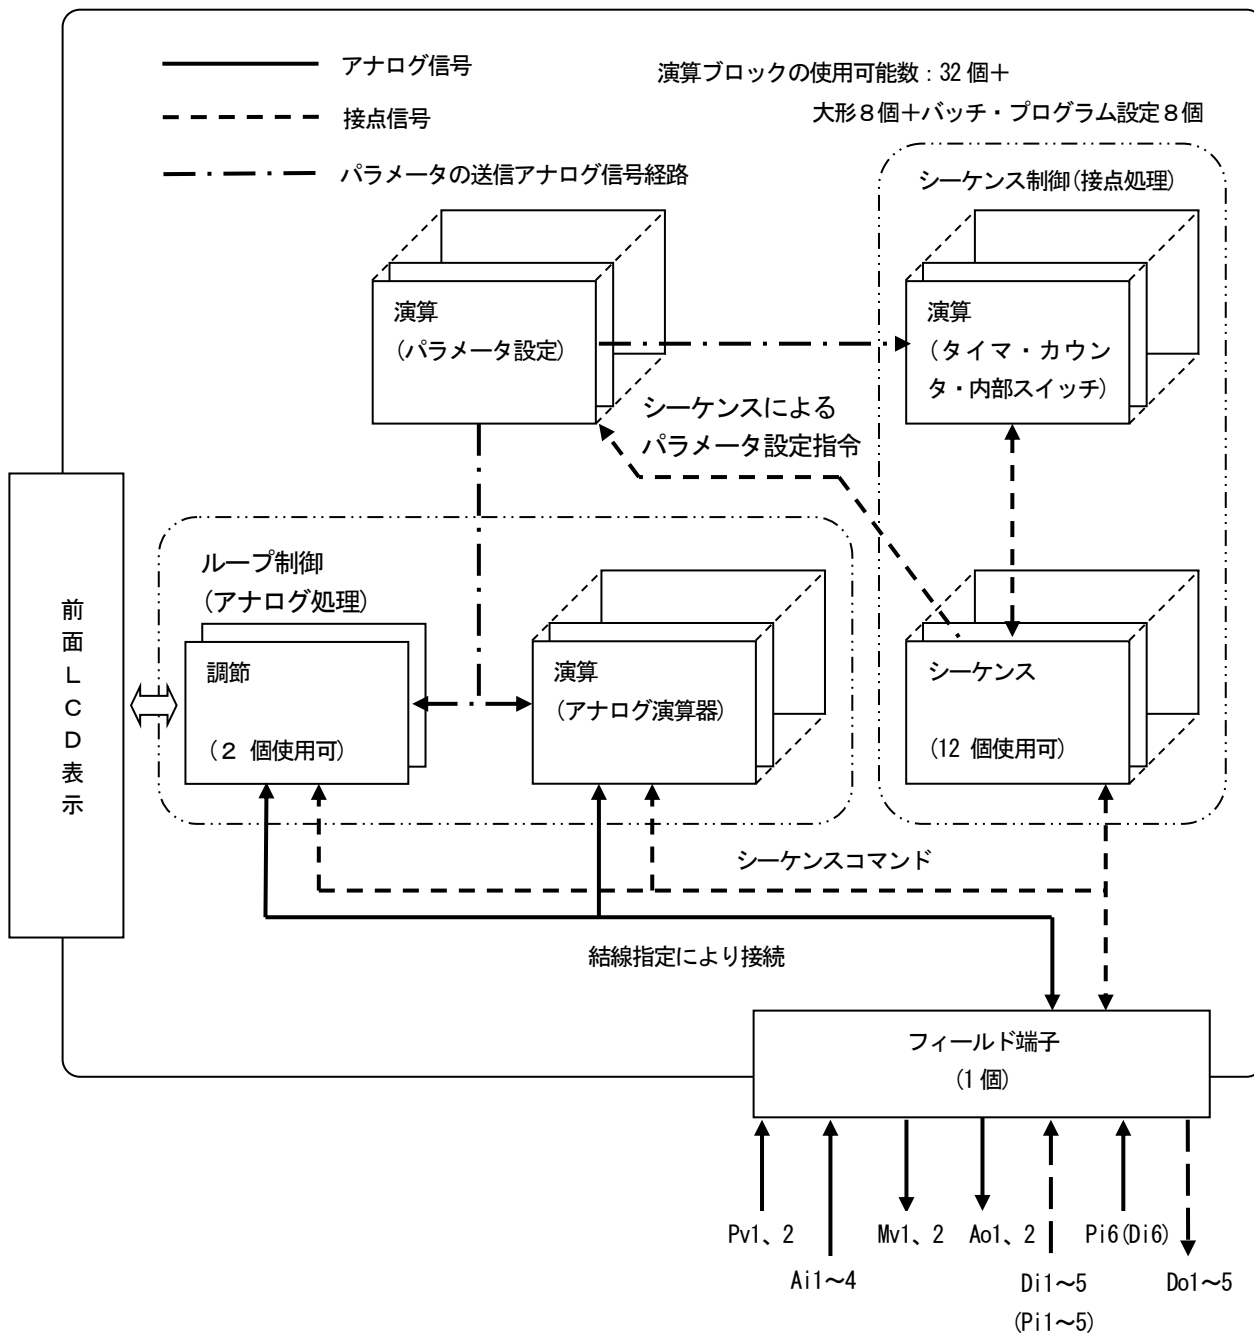 アナログ信号
接点信号
パラメータの送信アナログ信号経路
演算ブロックの使用可能数：32 個＋
大形８個＋バッチ・プログラム設定８個
シーケンス制御(接点処理)
演算
(パラメータ設定)
演算
(タイマ・カウン
タ・内部スイッチ)
シーケンスによる
パラメータ設定指令
前面ＬＣＤ表示
ループ制御
(アナログ処理)
調節
(２ 個使用可)
演算
(アナログ演算器)
シーケンス
(12 個使用可)
シーケンスコマンド
結線指定により接続
フィールド端子
(1 個)
Pv1、2
Mv1、2
Ao1、2
Pi6(Di6)
Ai1～4
Di1～5
(Pi1～5)
Do1～5